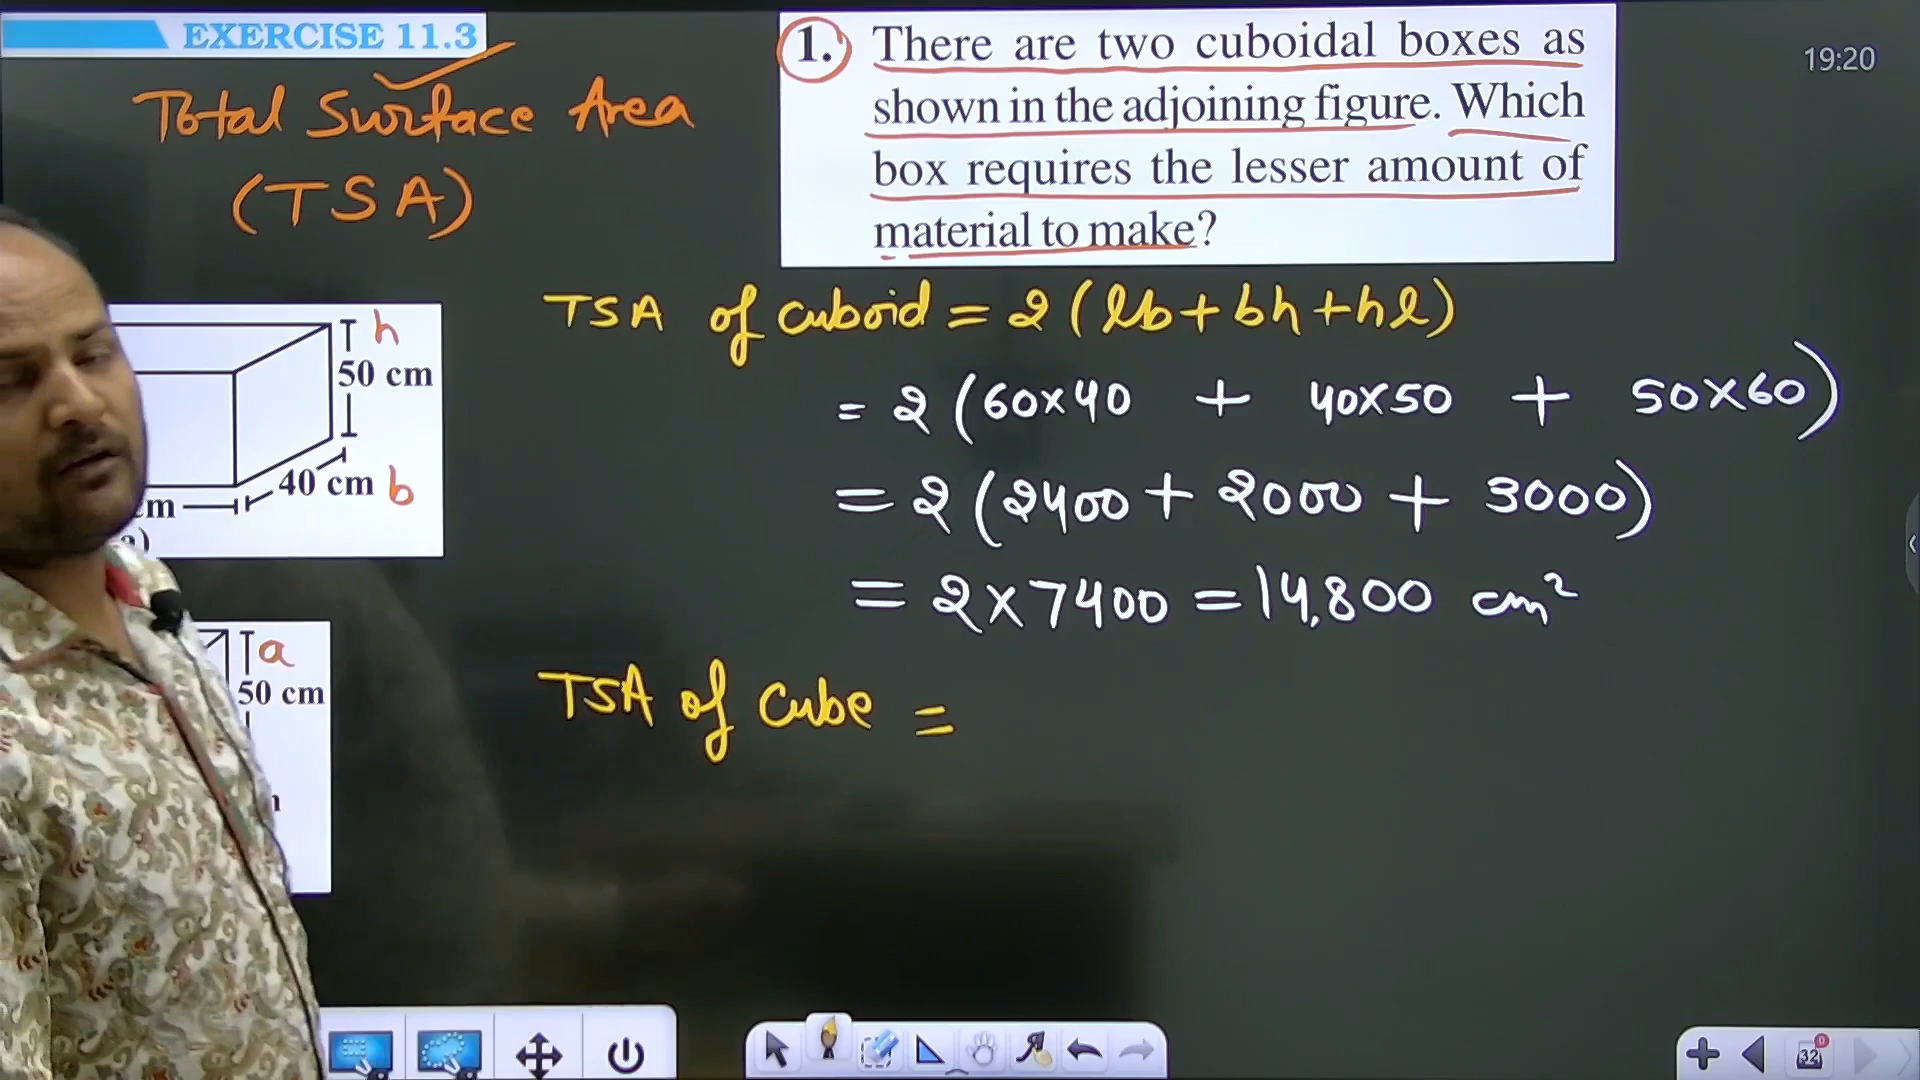 EXERCISE 11.3
Total Surface Area
(TSA)
1. There are two cuboidal boxes as
shown in the adjoining figure. Which
box requires the lesser amount of
material to make?
19:20
h
50 cm
40 cm b
m
a)
TSA of cuboid = 2 (lb+bh+hl)
= 2 (60×40 + 40×50 + 50×60)
= 2 (2400 + 2000 + 3000)
= 2×7400 = 14,800 cm²
a
50 cm
TSA of Cube =
32